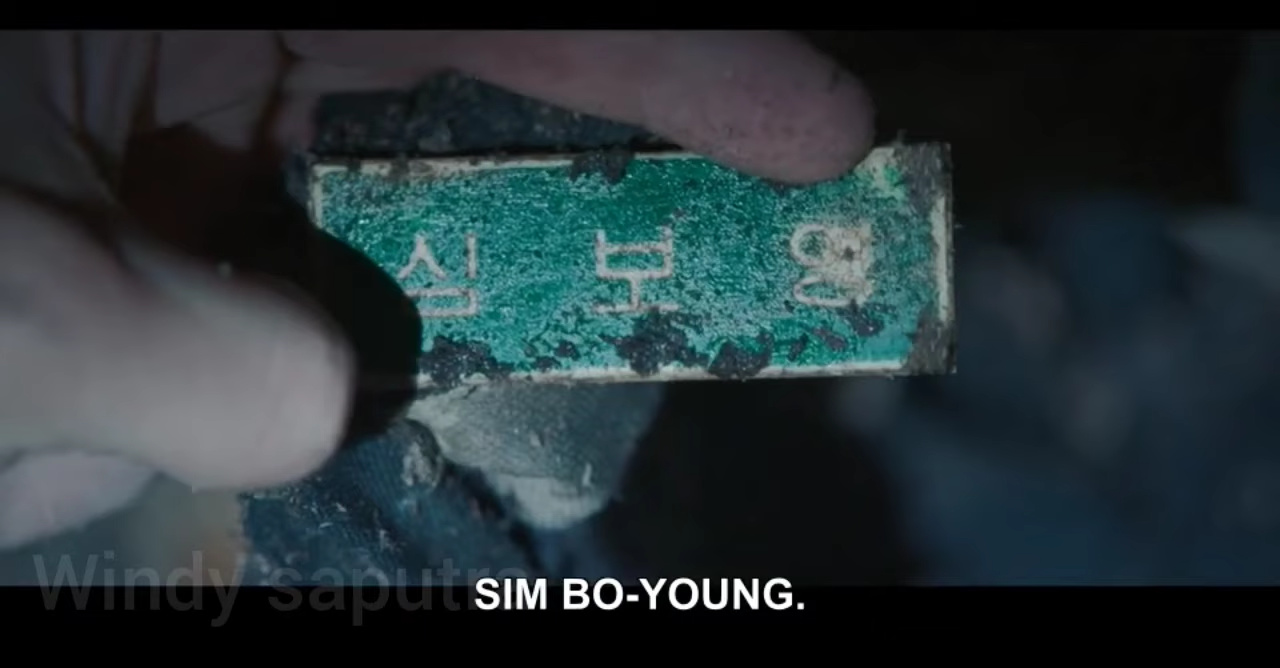 심 보 영
Windy saputra
SIM BO-YOUNG.